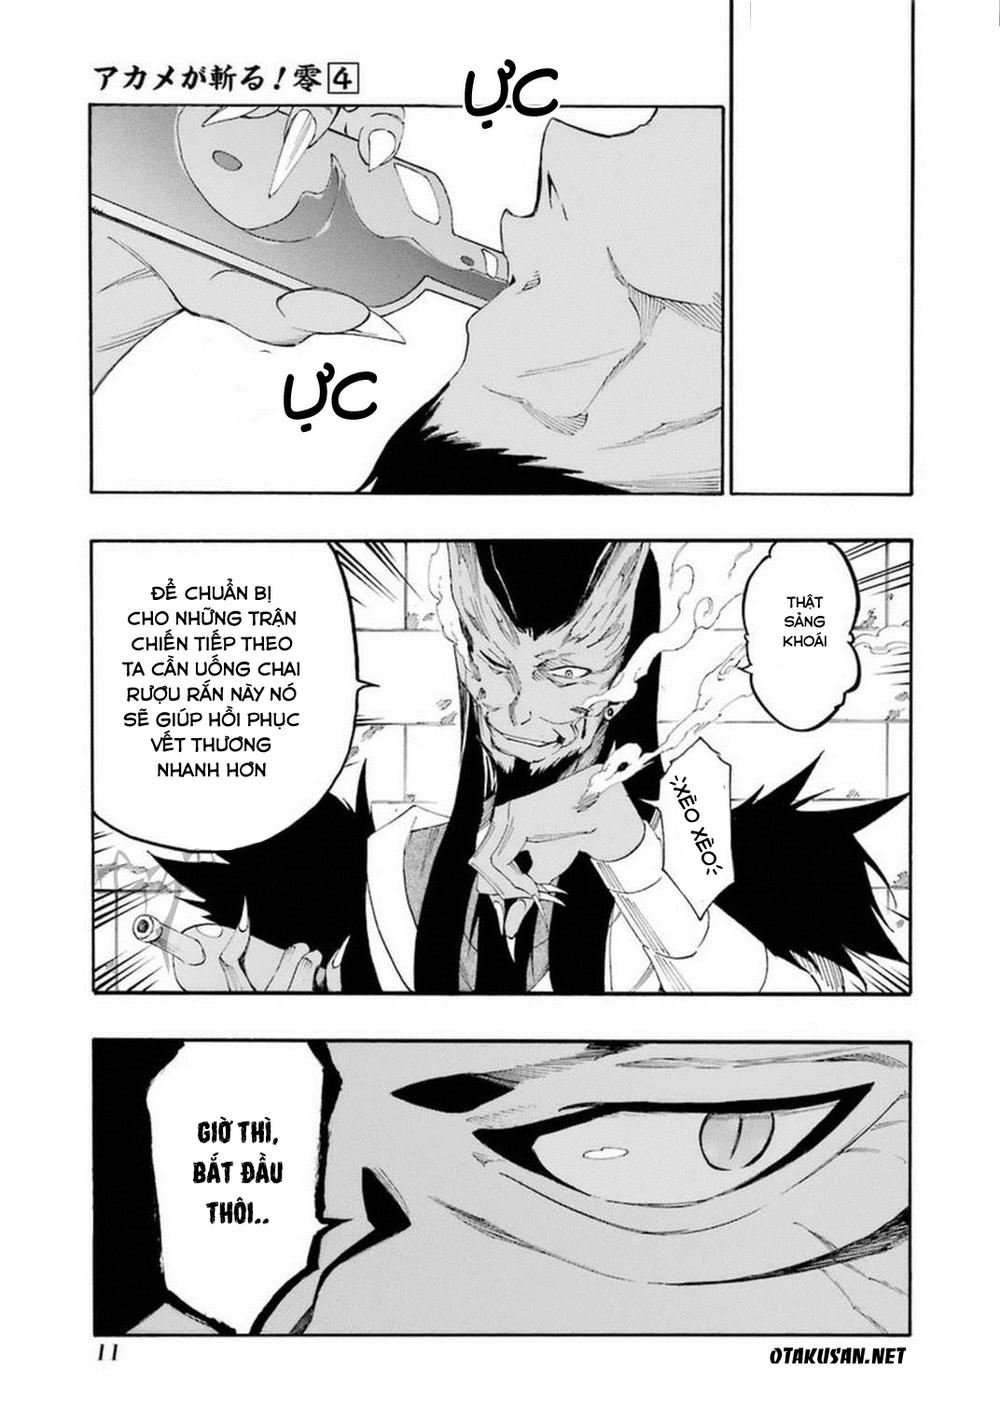 アカメが斬る！零4
ỰC
ỰC
THẬT
SẢNG
KHOÁI
ĐỂ CHUẨN BỊ
CHO NHỮNG TRẬN
CHIẾN TIẾP THEO
TA CẦN UỐNG CHAI
RƯỢU RẮN NÀY NÓ
SẼ GIÚP HỒI PHỤC
VẾT THƯƠNG
NHANH HƠN
XÈO XÈO
GIỜ THÌ,
BẮT ĐẦU
THÔI..
11
OTAKUSAN.NET